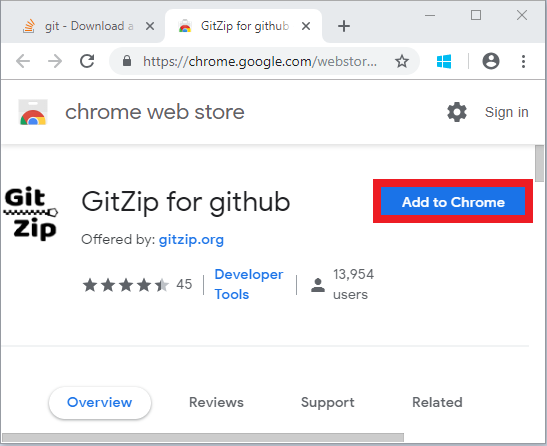 git - Download a
GitZip for github
https://chrome.google.com/webstor...
chrome web store
Sign in
Git
Zip
GitZip for github
Add to Chrome
Offered by: gitzip.org
45
Developer
Tools
13,954
users
Overview
Reviews
Support
Related